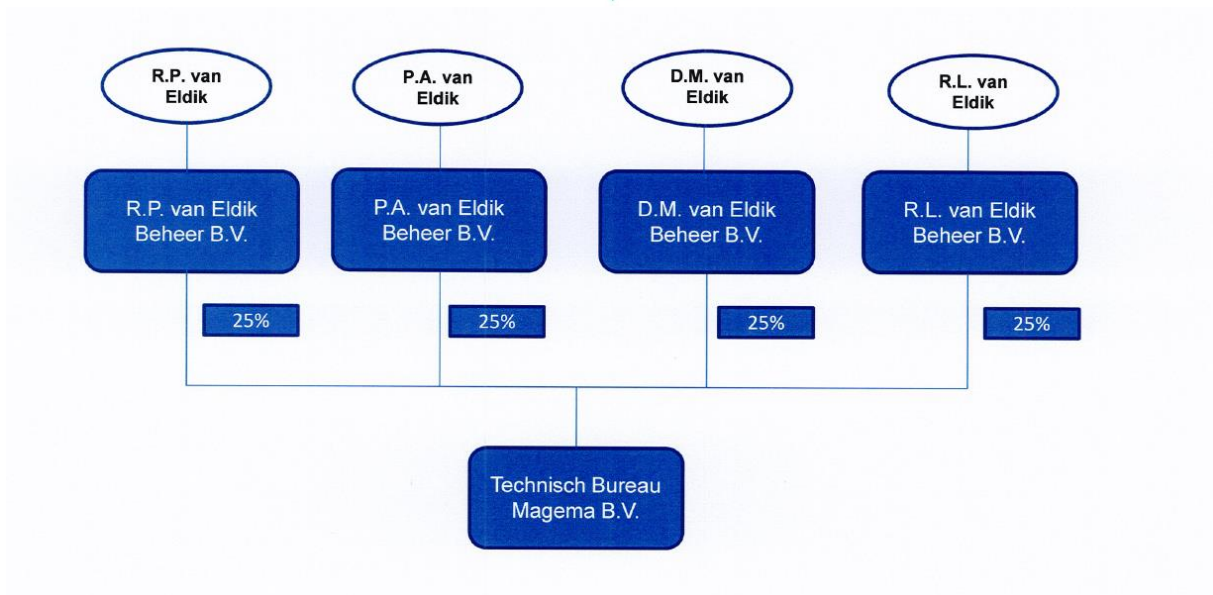 R.P. van
Eldik
P.A. van
Eldik
D.M. van
Eldik
R.L. van
Eldik
R.P. van Eldik
Beheer B.V.
P.A. van Eldik
Beheer B.V.
D.M. van Eldik
Beheer B.V.
R.L. van Eldik
Beheer B.V.
25%
25%
25%
25%
Technisch Bureau
Magema B.V.